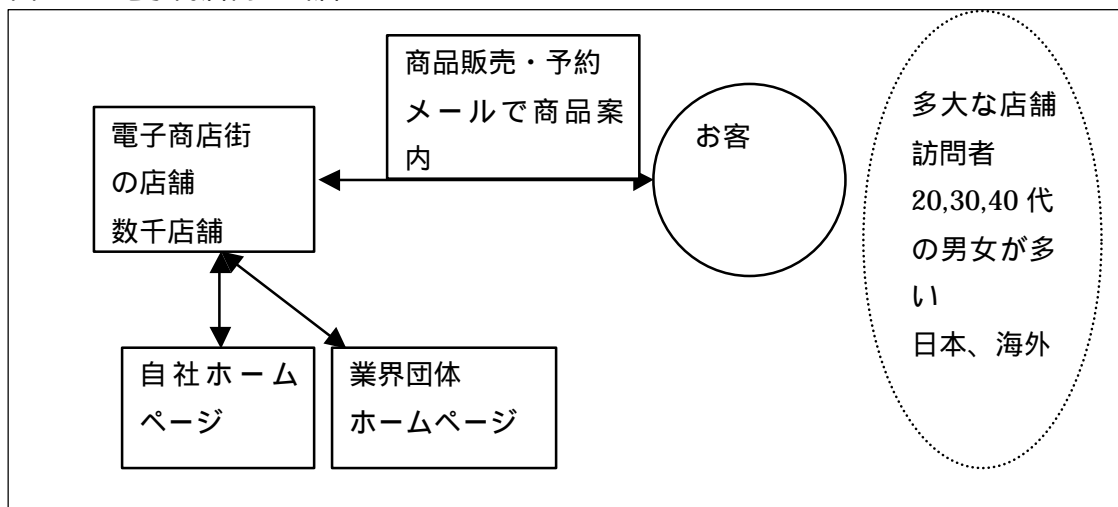 商品販売・予約
メールで商品案
内
電子商店街
の店舗
数千店舗
お客
多大な店舗
訪問者
20,30,40 代
の男女が多
い
日本、海外
自社ホーム
ページ
業界団体
ホームページ